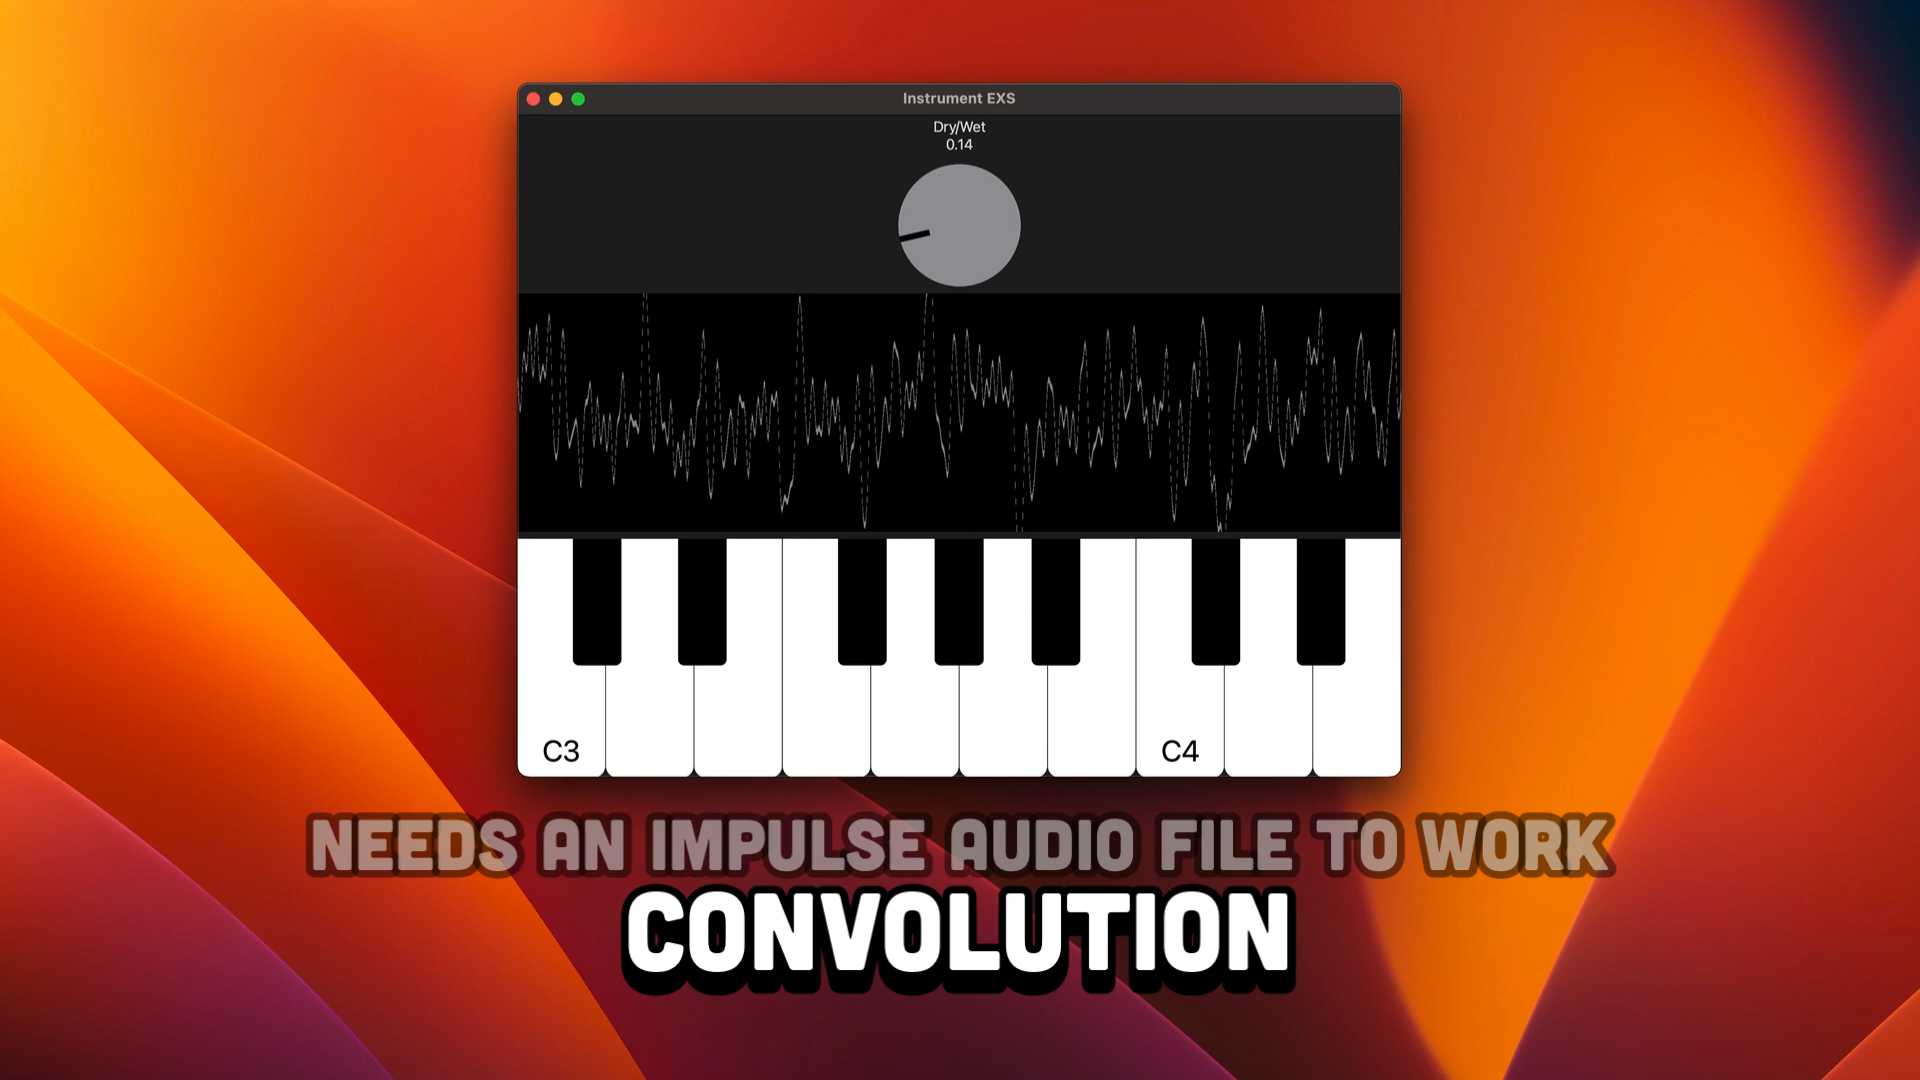 Instrument EXS
Dry/Wet
0.14
C3
C4
NEEDS AN IMPULSE AUDIO FILE TO WORK
CONVOLUTION